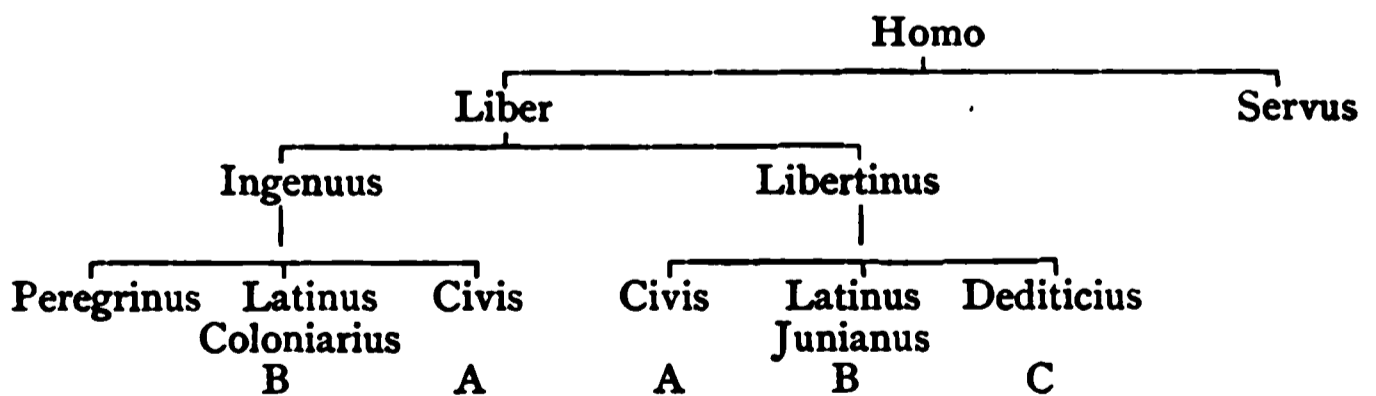 Homo
Liber Servus
Ingenuus Libertinus
Peregrinus Latinus Civis Civis Latinus Dediticius
Coloniarius Junianus
B A A B C